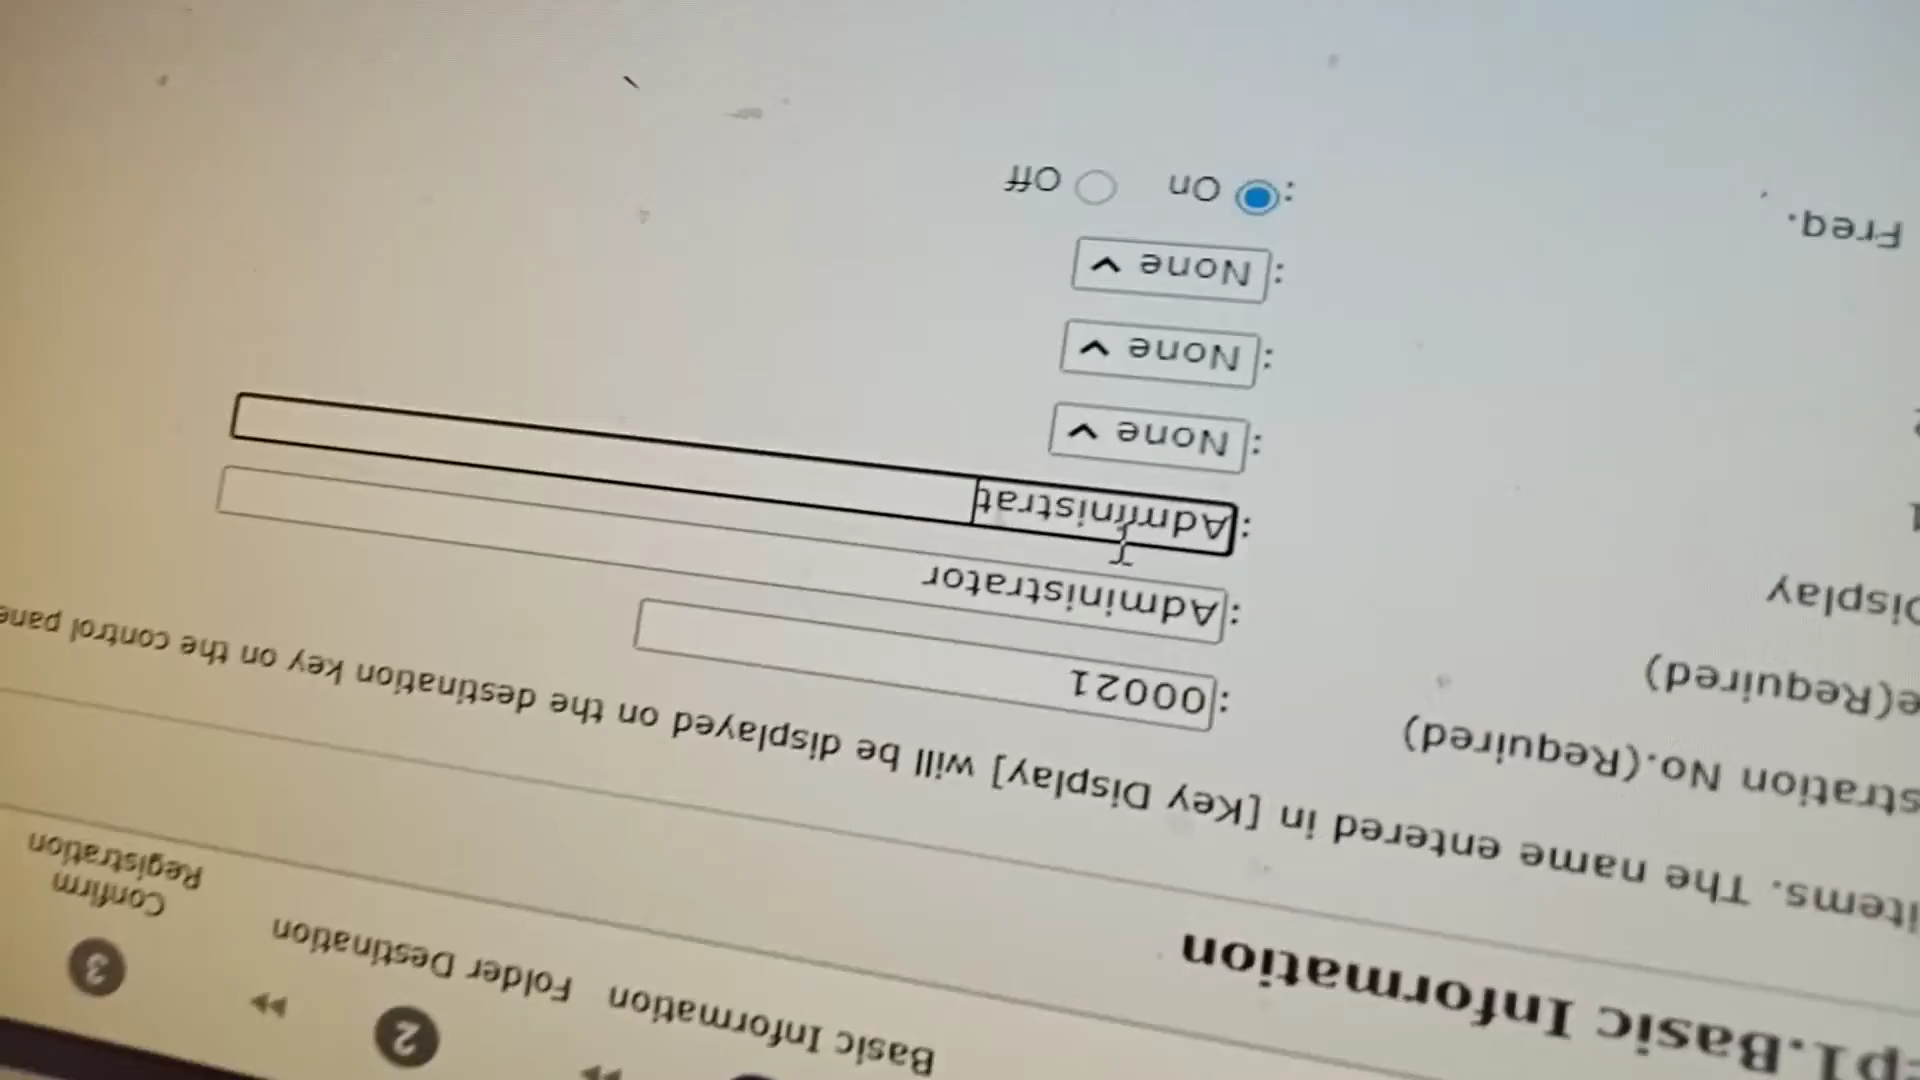 2
3
Basic Information
Folder Destination
Confirm
Registration
p1.Basic Information
items. The name entered in [Key Display] will be displayed on the destination key on the control pane
stration No.(Required) : 00021
e(Required) : Administrator
Display : Administrat
1 : None
: None
: None
Freq. : On Off